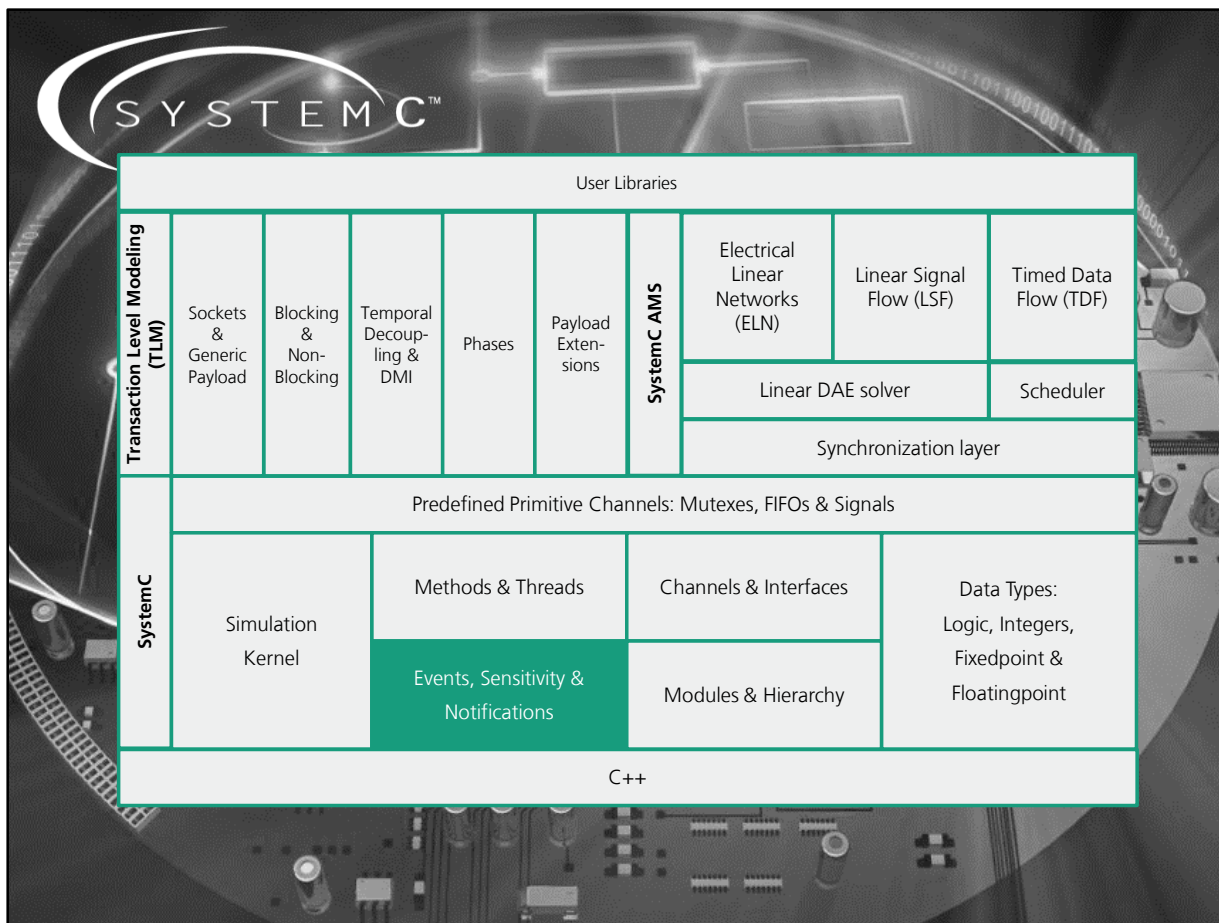 SYSTEMC™
User Libraries
Transaction Level Modeling
(TLM)
Sockets
&
Generic
Payload
Blocking
&
Non-
Blocking
Temporal
Decoup-
ling &
DMI
Phases
Payload
Exten-
sions
SystemC AMS
Electrical
Linear
Networks
(ELN)
Linear Signal
Flow (LSF)
Timed Data
Flow (TDF)
Linear DAE solver
Scheduler
Synchronization layer
SystemC
Predefined Primitive Channels: Mutexes, FIFOs & Signals
Simulation
Kernel
Methods & Threads
Channels & Interfaces
Data Types:
Logic, Integers,
Fixedpoint &
Floatingpoint
Events, Sensitivity &
Notifications
Modules & Hierarchy
C++